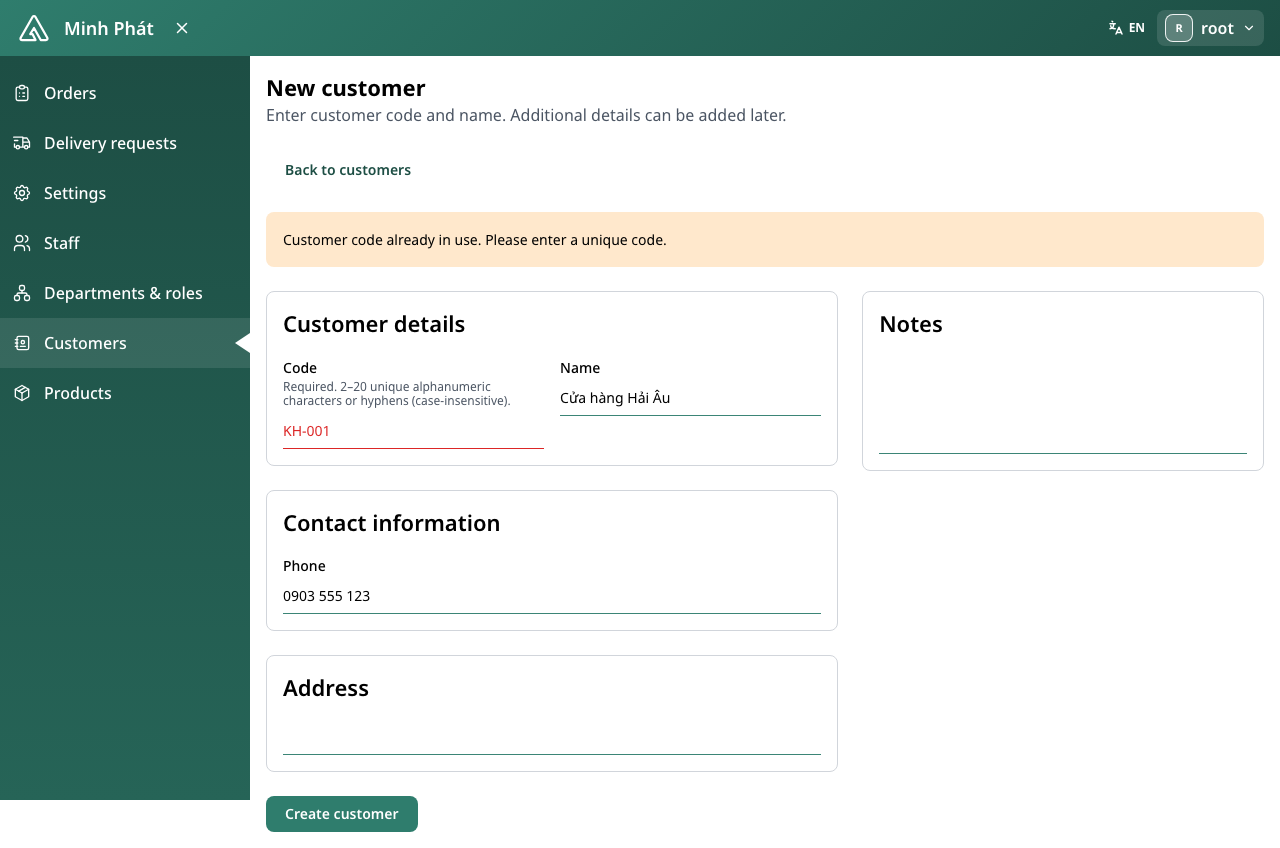 Minh Phát
EN
R
root
Orders
Delivery requests
Settings
Staff
Departments & roles
Customers
Products
New customer
Enter customer code and name. Additional details can be added later.
Back to customers
Customer code already in use. Please enter a unique code.
Customer details
Code
Required. 2–20 unique alphanumeric
characters or hyphens (case-insensitive).
KH-001
Name
Cửa hàng Hải Âu
Notes
Contact information
Phone
0903 555 123
Address
Create customer